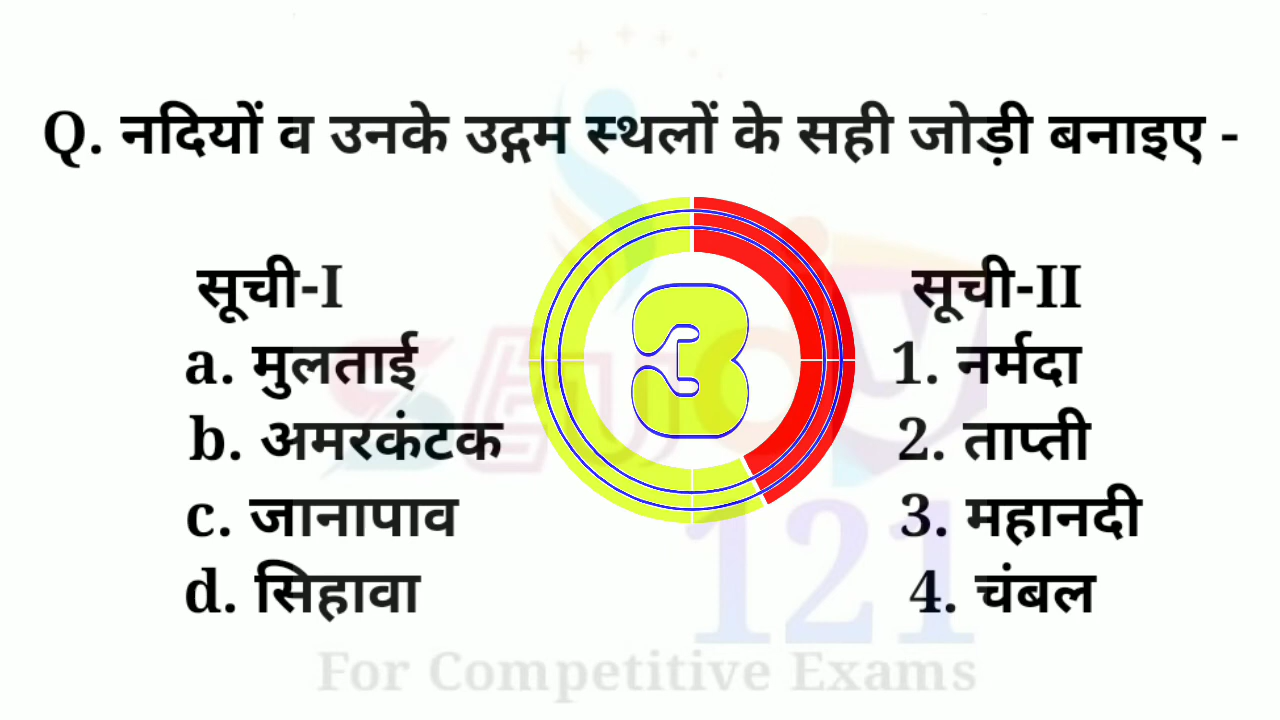 Q. नदियों व उनके उद्गम स्थलों के सही जोड़ी बनाइए -
सूची-I सूची-II
a. मुलताई 1. नर्मदा
b. अमरकंटक 2. ताप्ती
c. जानापाव 3. महानदी
d. सिहावा 4. चंबल
3
121
For Competitive Exams